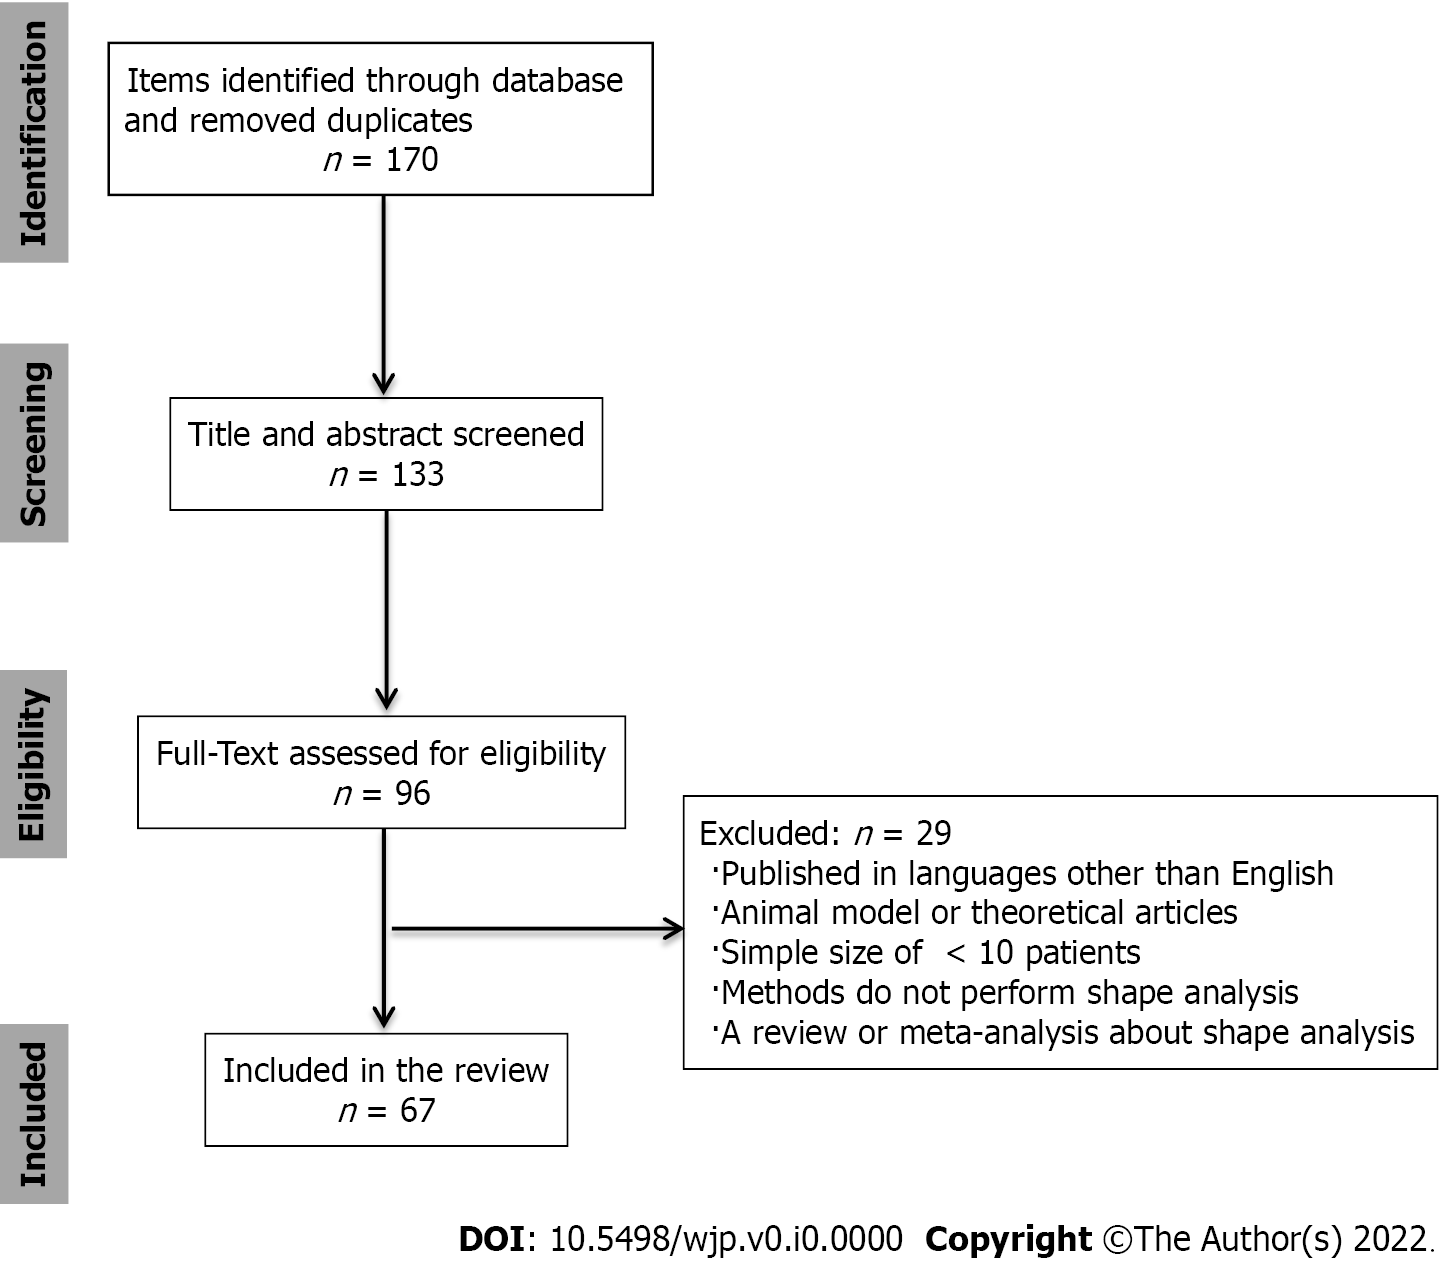 Identification
Items identified through database
and removed duplicates
n = 170
Screening
Title and abstract screened
n = 133
Eligibility
Full-Text assessed for eligibility
n = 96
Excluded: n = 29
·Published in languages other than English
·Animal model or theoretical articles
·Simple size of < 10 patients
·Methods do not perform shape analysis
·A review or meta-analysis about shape analysis
Included
Included in the review
n = 67
DOI: 10.5498/wjp.v0.i0.0000 Copyright ©The Author(s) 2022.